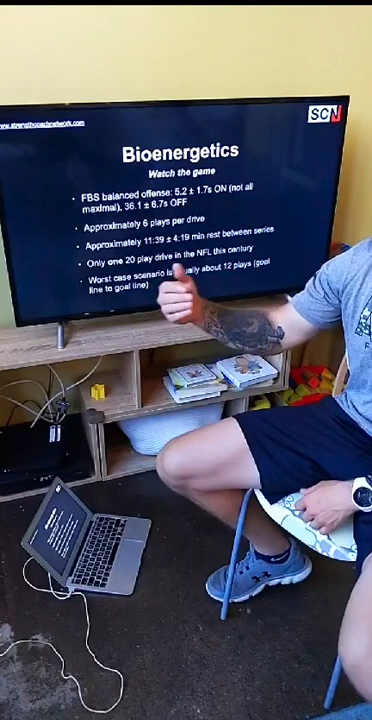 www.strengthcoachnetwork.com
SCN
Bioenergetics
Watch the game
• FBS balanced offense: 5.2 ± 1.7s ON (not all
maximal), 36.1 ± 6.7s OFF
• Approximately 6 plays per drive
• Approximately 11:39 ± 4:19 min rest between series
• Only one 20 play drive in the NFL this century
• Worst case scenario is about 12 plays (goal
line to goal line)
Bioenergetics